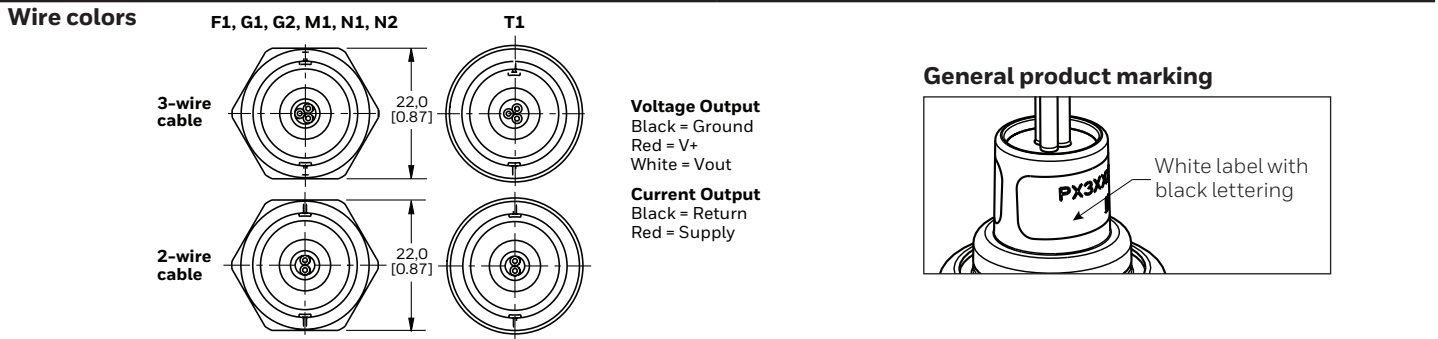 Wire colors
F1, G1, G2, M1, N1, N2
T1
3-wire
cable
22,0
[0.87]
2-wire
cable
22,0
[0.87]
Voltage Output
Black = Ground
Red = V+
White = Vout
Current Output
Black = Return
Red = Supply
General product marking
PX3XX
White label with
black lettering